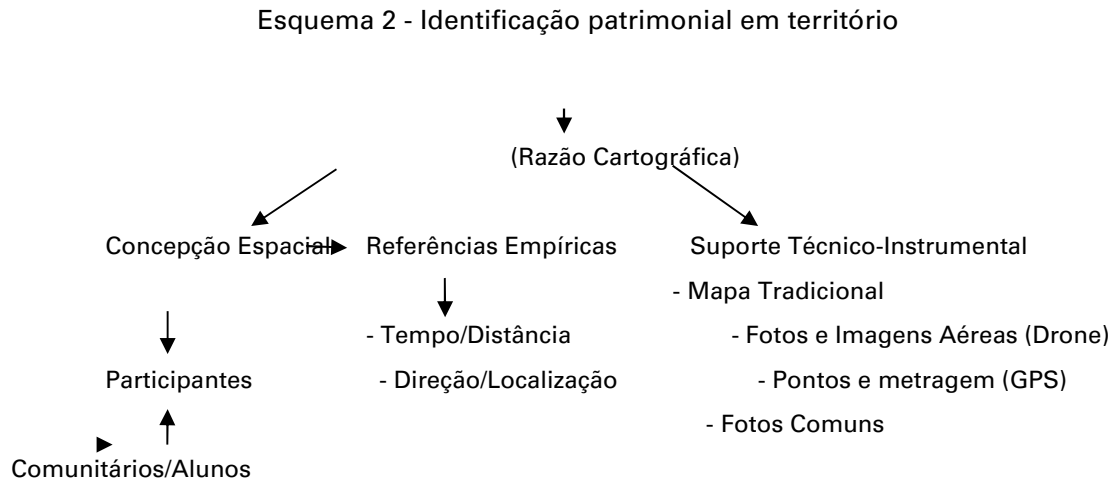 Esquema 2 - Identificação patrimonial em território
(Razão Cartográfica)
Concepção Espacial Referências Empíricas Suporte Técnico-Instrumental
- Mapa Tradicional
- Tempo/Distância - Fotos e Imagens Aéreas (Drone)
Participantes - Direção/Localização - Pontos e metragem (GPS)
- Fotos Comuns
Comunitários/Alunos